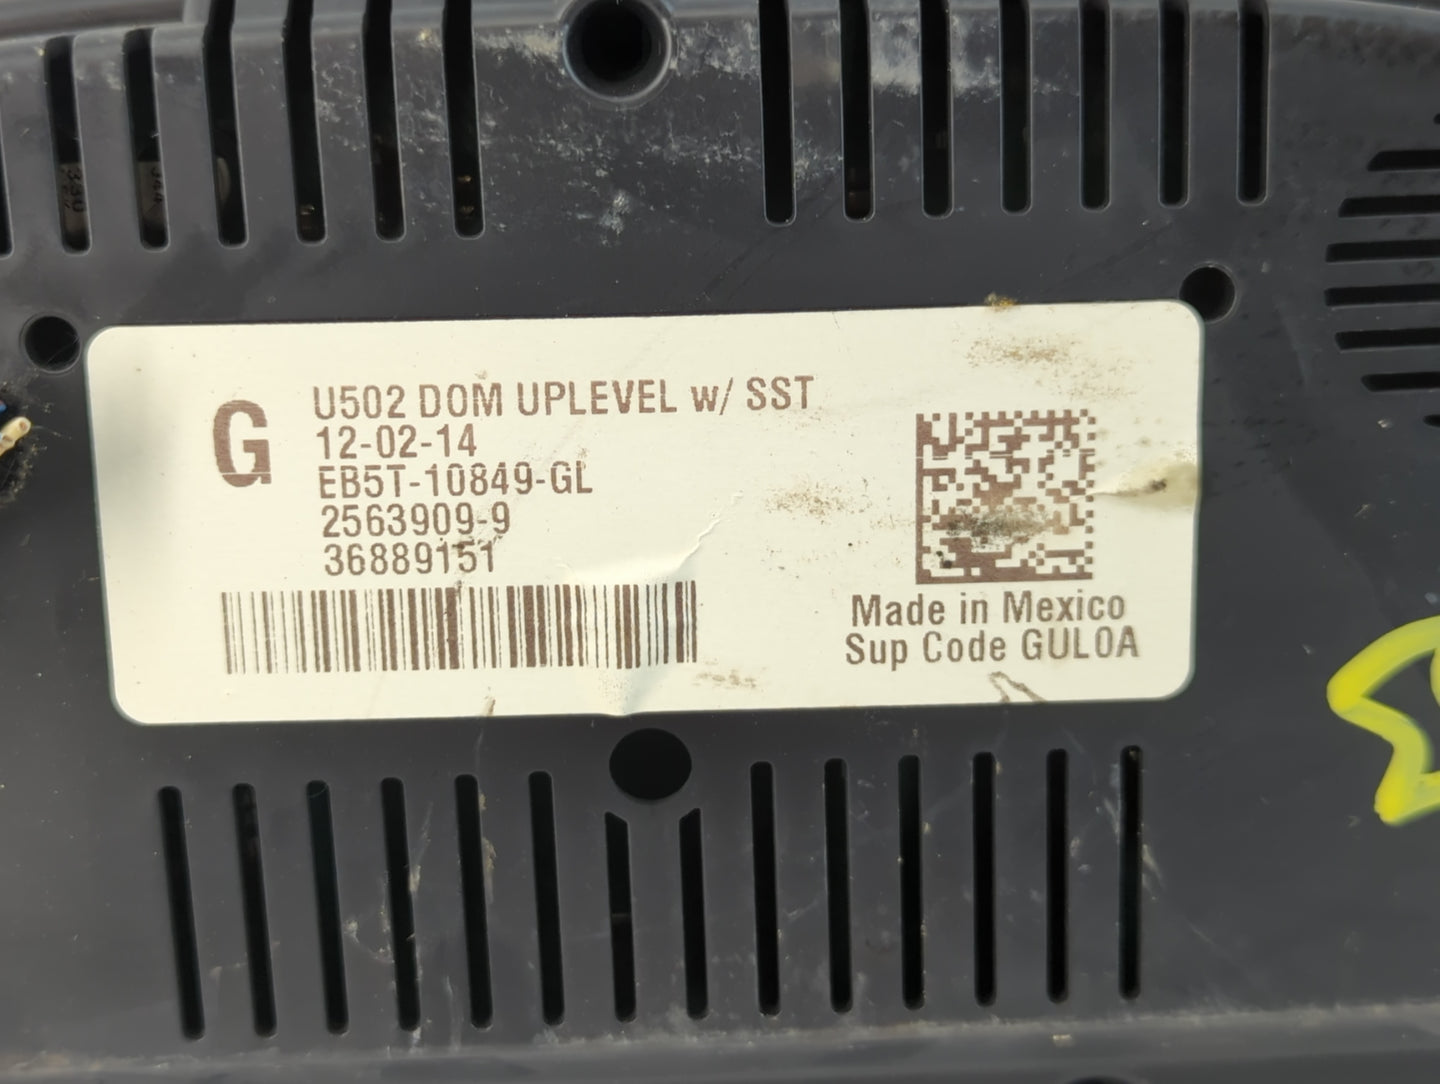 G
U502 DOM UPLEVEL w/ SST
12-02-14
EB5T-10849-GL
2563909-9
36889151
Made in Mexico
Sup Code GUL0A